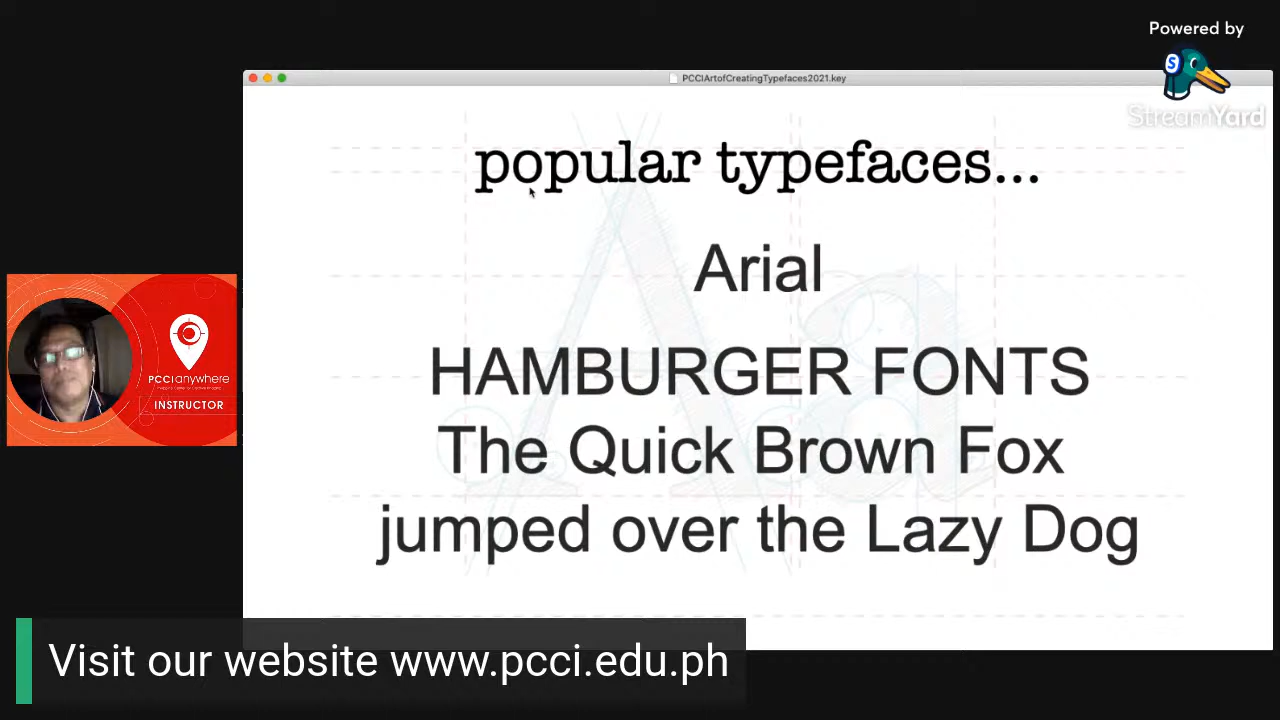 Powered by
StreamYard
PCCIArtofCreatingTypefaces2021.key
popular typefaces...
Arial
HAMBURGER FONTS
The Quick Brown Fox
jumped over the Lazy Dog
Aa
PCCI anywhere
INSTRUCTOR
Visit our website www.pcci.edu.ph